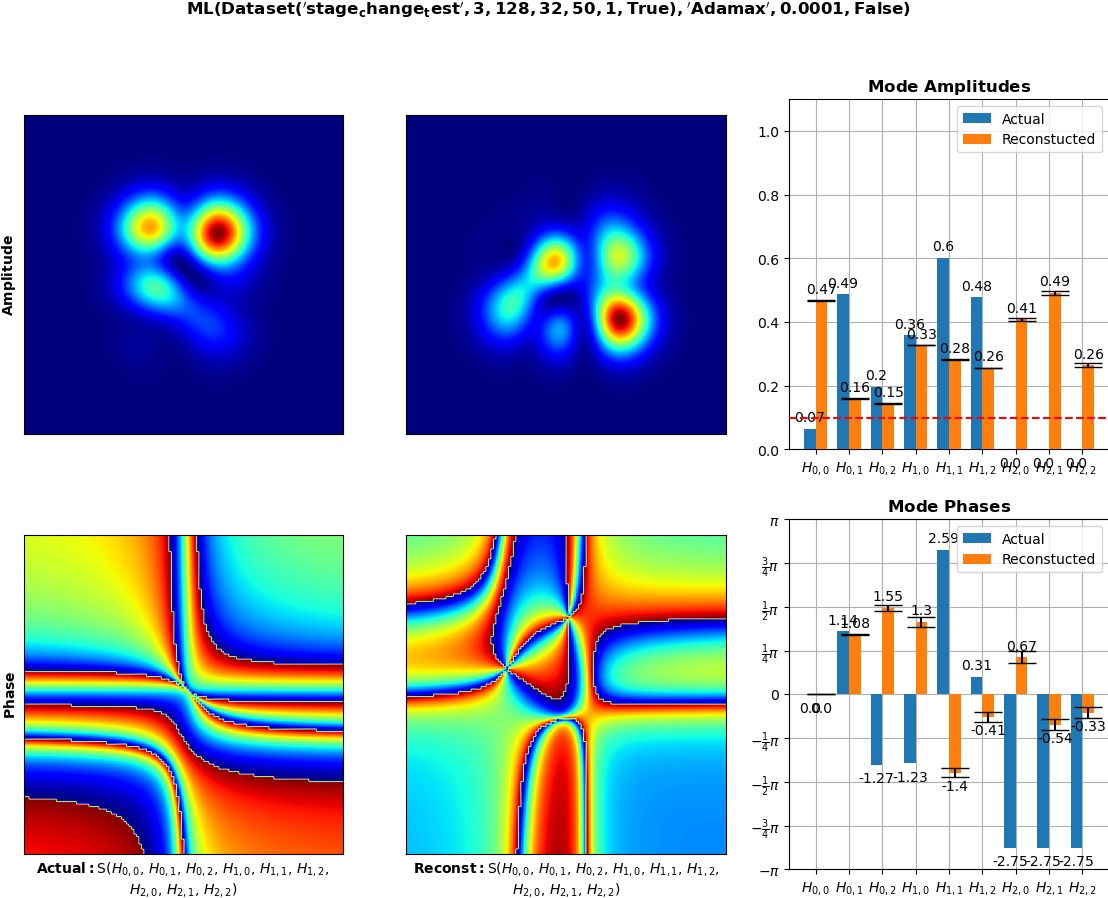 ML(Dataset('stage_change_test', 3, 128, 32, 50, 1, True), 'Adamax', 0.0001, False)
Amplitude
Mode Amplitudes
Actual
Reconstucted
1.0
0.8
0.6
0.4
0.2
0.0
0.07
0.47
0.49
0.16
0.2
0.15
0.36
0.33
0.6
0.28
0.48
0.26
0.0
0.41
0.0
0.49
0.0
0.26
H0,0 H0,1 H0,2 H1,0 H1,1 H1,2 H2,0 H2,1 H2,2
Phase
Mode Phases
Actual
Reconstucted
π
3/4π
1/2π
1/4π
0
−1/4π
−1/2π
−3/4π
−π
0.0
0.0
1.14
1.08
-1.27
1.55
-1.23
1.3
2.59
-1.4
0.31
-0.41
-2.75
0.67
-2.75
-0.54
-2.75
-0.33
H0,0 H0,1 H0,2 H1,0 H1,1 H1,2 H2,0 H2,1 H2,2
Actual: S(H0,0, H0,1, H0,2, H1,0, H1,1, H1,2,
H2,0, H2,1, H2,2)
Reconst: S(H0,0, H0,1, H0,2, H1,0, H1,1, H1,2,
H2,0, H2,1, H2,2)